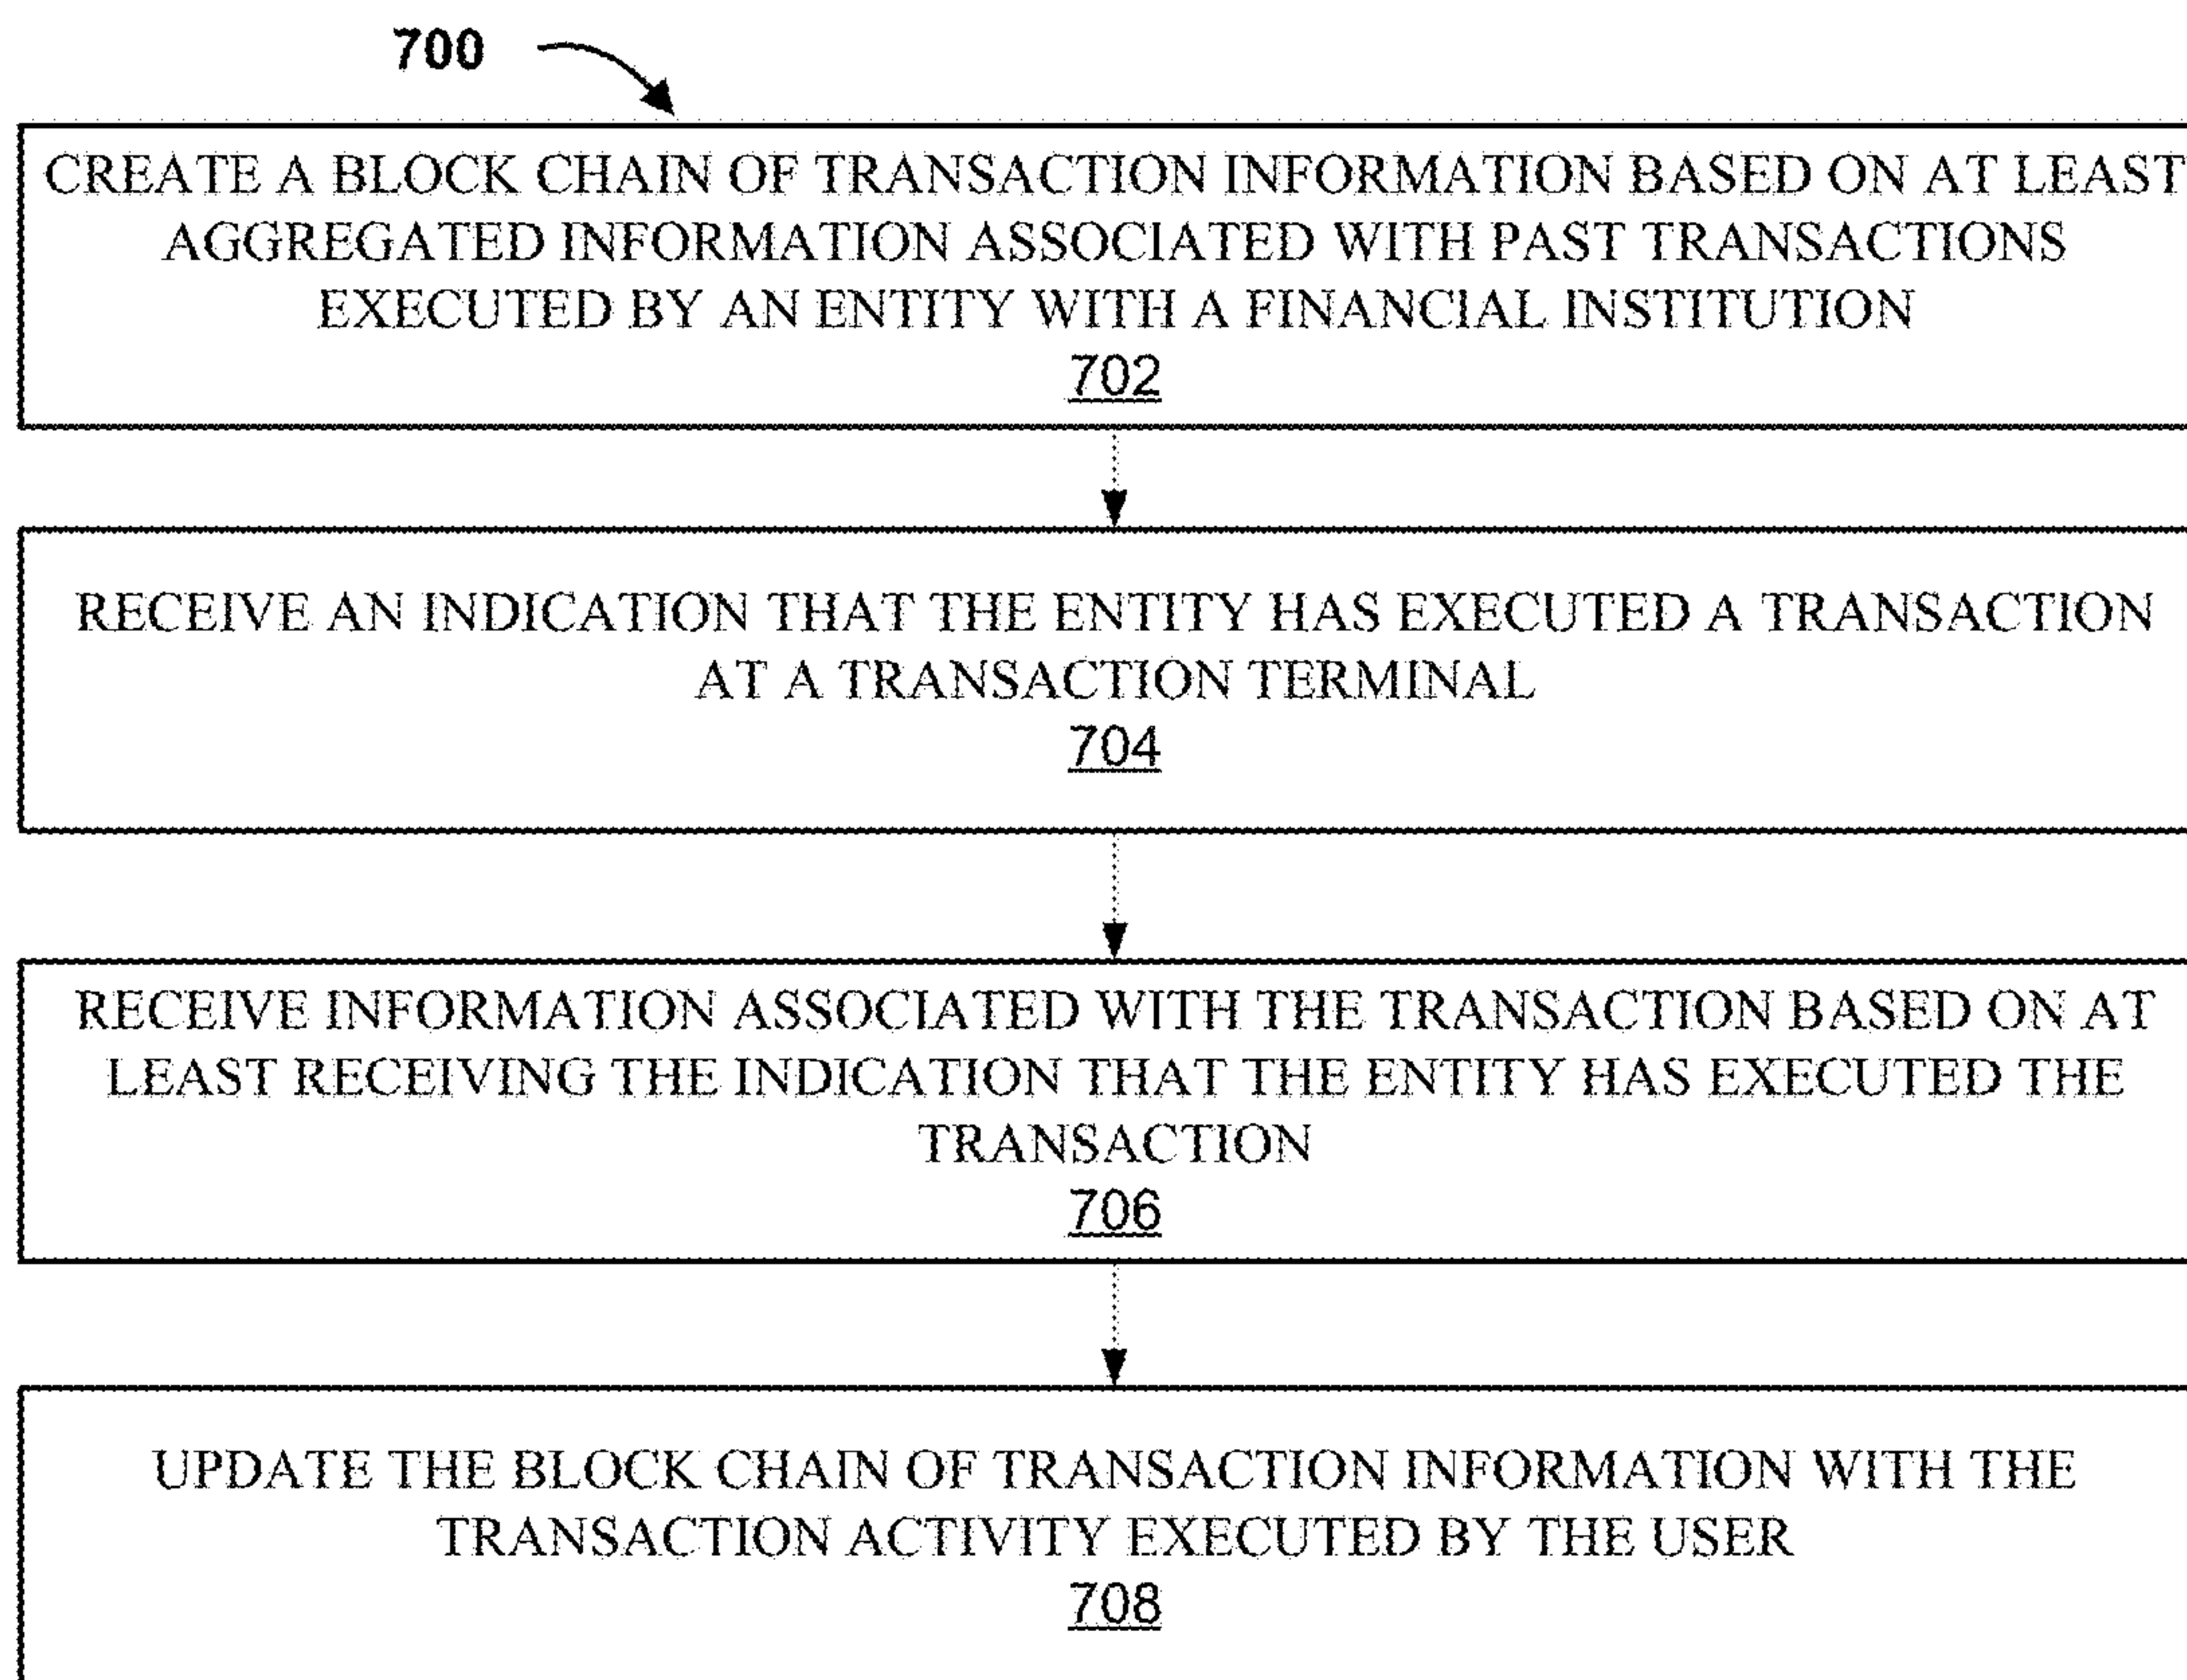 700
CREATE A BLOCK CHAIN OF TRANSACTION INFORMATION BASED ON AT LEAST
AGGREGATED INFORMATION ASSOCIATED WITH PAST TRANSACTIONS
EXECUTED BY AN ENTITY WITH A FINANCIAL INSTITUTION
702
RECEIVE AN INDICATION THAT THE ENTITY HAS EXECUTED A TRANSACTION
AT A TRANSACTION TERMINAL
704
RECEIVE INFORMATION ASSOCIATED WITH THE TRANSACTION BASED ON AT
LEAST RECEIVING THE INDICATION THAT THE ENTITY HAS EXECUTED THE
TRANSACTION
706
UPDATE THE BLOCK CHAIN OF TRANSACTION INFORMATION WITH THE
TRANSACTION ACTIVITY EXECUTED BY THE USER
708